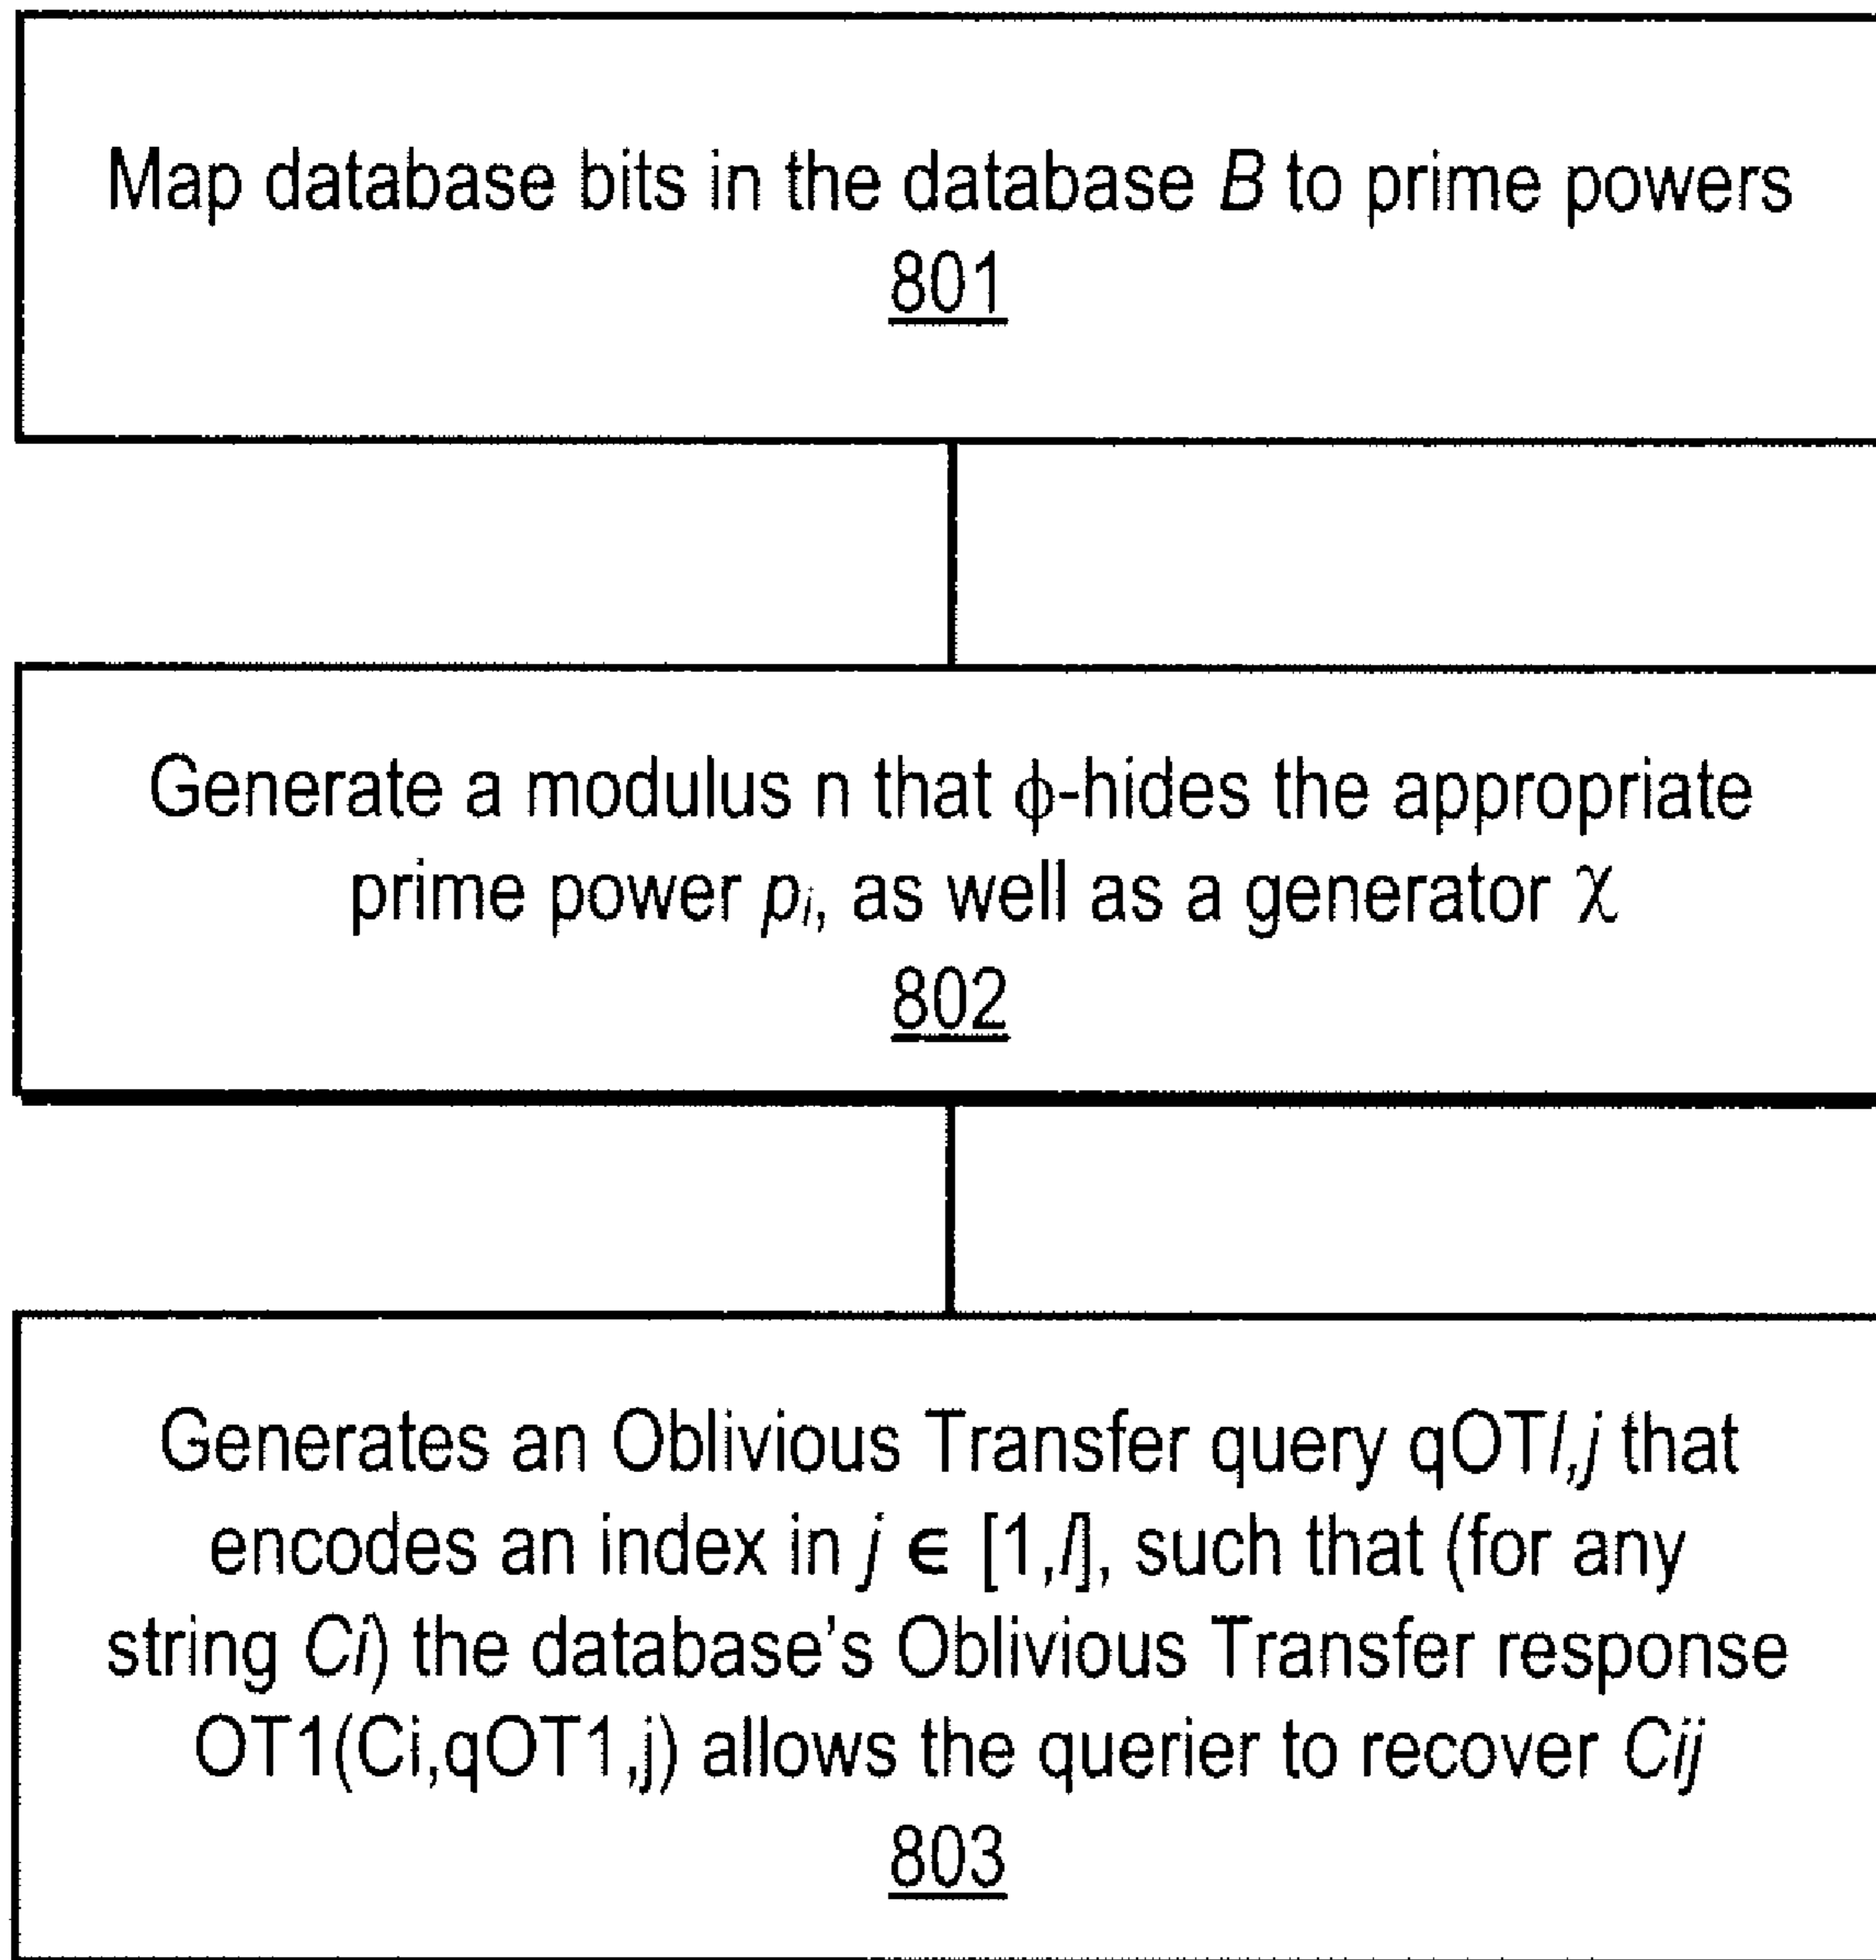 Map database bits in the database B to prime powers
801
Generate a modulus n that ϕ-hides the appropriate
prime power pi, as well as a generator χ
802
Generates an Oblivious Transfer query qOTl,j that
encodes an index in j ∈ [1,l], such that (for any
string Ci) the database's Oblivious Transfer response
OT1(Ci,qOT1,j) allows the querier to recover Cij
803